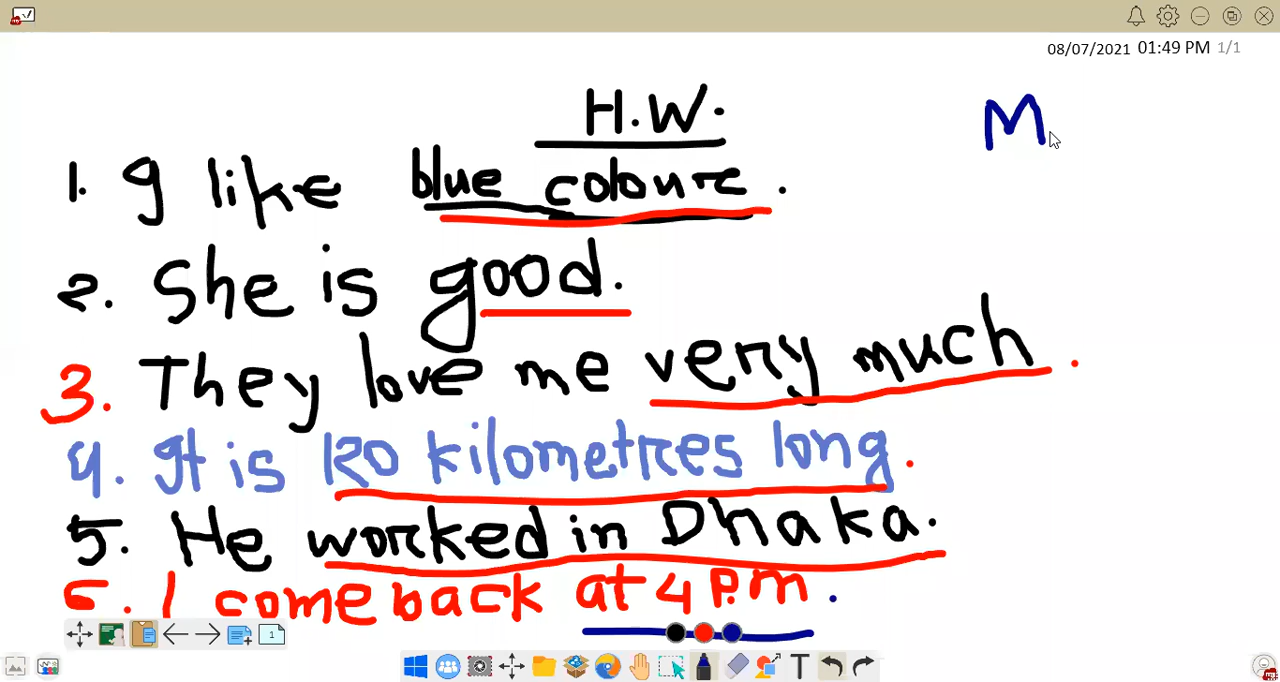 08/07/2021 01:49 PM 1/1
H.W.
M
1. I like blue colour.
2. She is good.
3. They love me very much.
4. It is 120 kilometres long.
5. He worked in Dhaka.
6. I come back at 4 P.m.
1
T